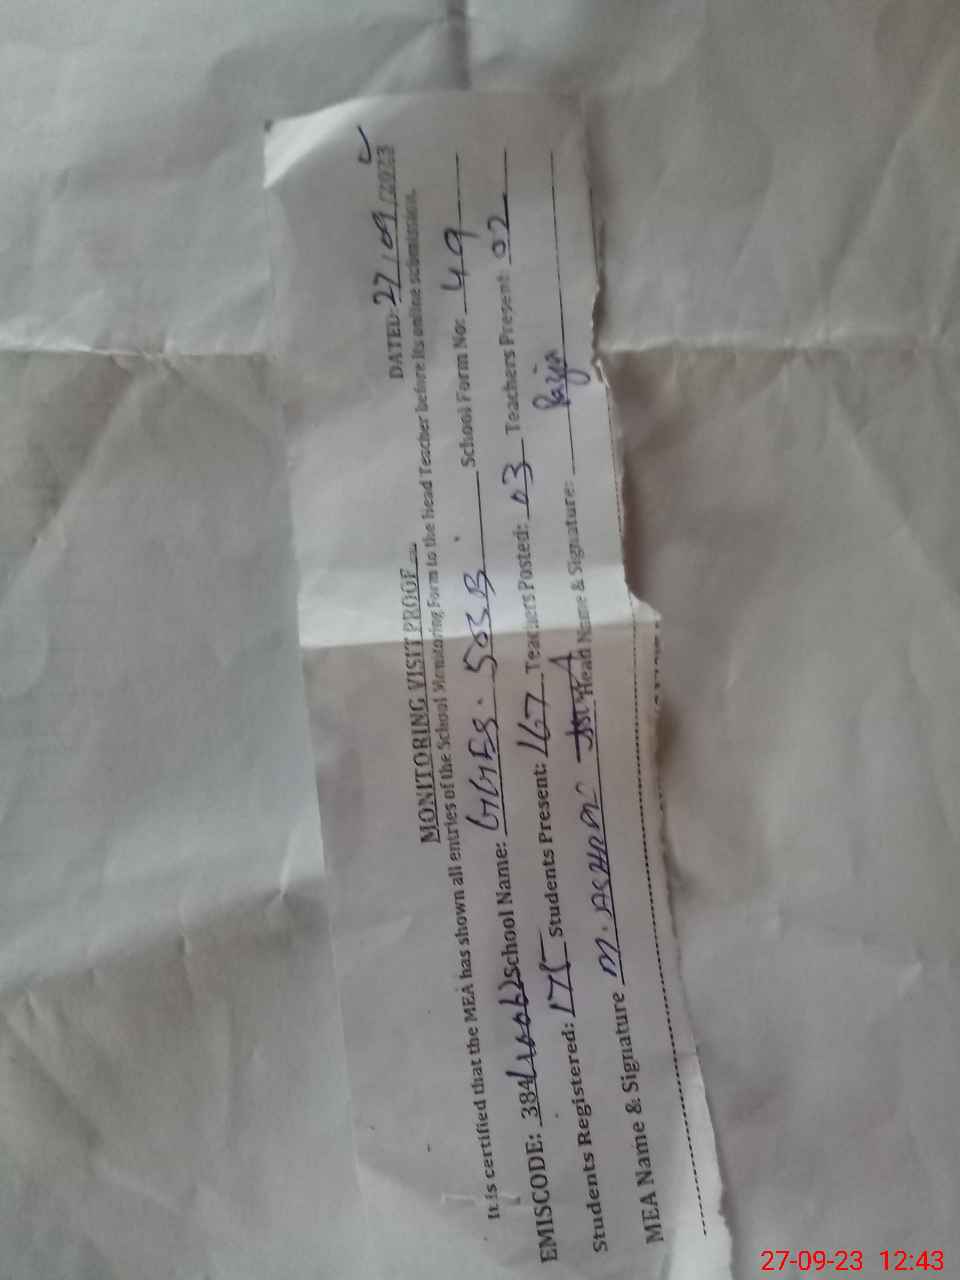 DATED: 27/09/2023
MONITORING VISIT PROOF
It is certified that the MEA has shown all entries of the School Monitoring Form to the Head Teacher before its online submission.
EMISCODE: 384 School Name: GGES. 503B School Form No: 49
Students Registered: 175 Students Present: 167 Teachers Posted: 03 Teachers Present: 02
MEA Name & Signature M. Head Name & Signature: Razia
27-09-23 12:43